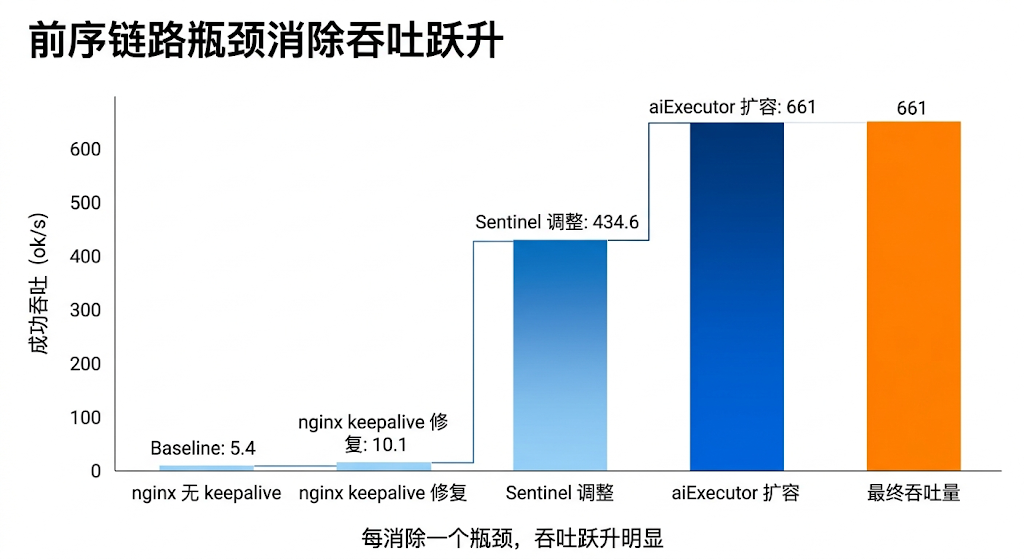 前序链路瓶颈消除吞吐跃升
成功吞吐 (ok/s)
600
500
400
300
200
100
0
Baseline: 5.4
nginx keepalive 修
复: 10.1
Sentinel 调整: 434.6
aiExecutor 扩容: 661
661
nginx 无 keepalive
nginx keepalive 修复
Sentinel 调整
aiExecutor 扩容
最终吞吐量
每消除一个瓶颈，吞吐跃升明显